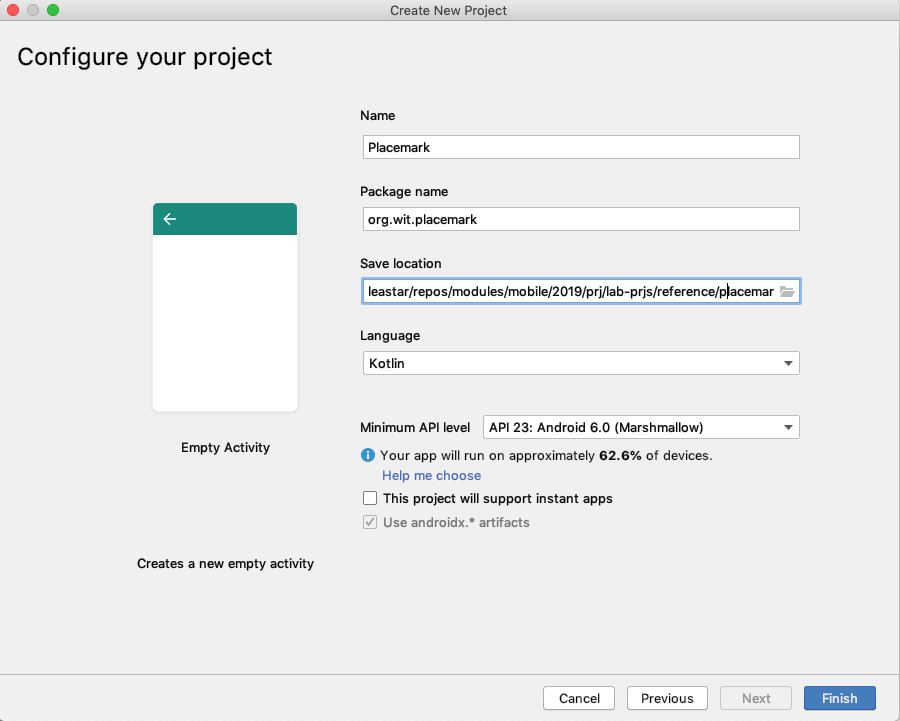 Create New Project
Configure your project
Name
Placemark
Package name
org.wit.placemark
Save location
leastar/repos/modules/mobile/2019/prj/lab-prjs/reference/placemar
Language
Kotlin
Minimum API level API 23: Android 6.0 (Marshmallow)
Your app will run on approximately 62.6% of devices.
Help me choose
This project will support instant apps
Use androidx.* artifacts
Empty Activity
Creates a new empty activity
Cancel Previous Next Finish